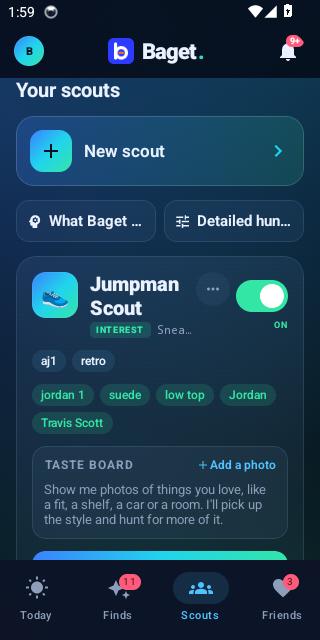 1:59
B
b Baget.
9+
Your scouts
New scout
What Baget ...
Detailed hun...
Jumpman
Scout
...
INTEREST Snea...
ON
aj1 retro
jordan 1 suede low top Jordan
Travis Scott
TASTE BOARD
+ Add a photo
Show me photos of things you love, like
a fit, a shelf, a car or a room. I'll pick up
the style and hunt for more of it.
11
3
Today Finds Scouts Friends